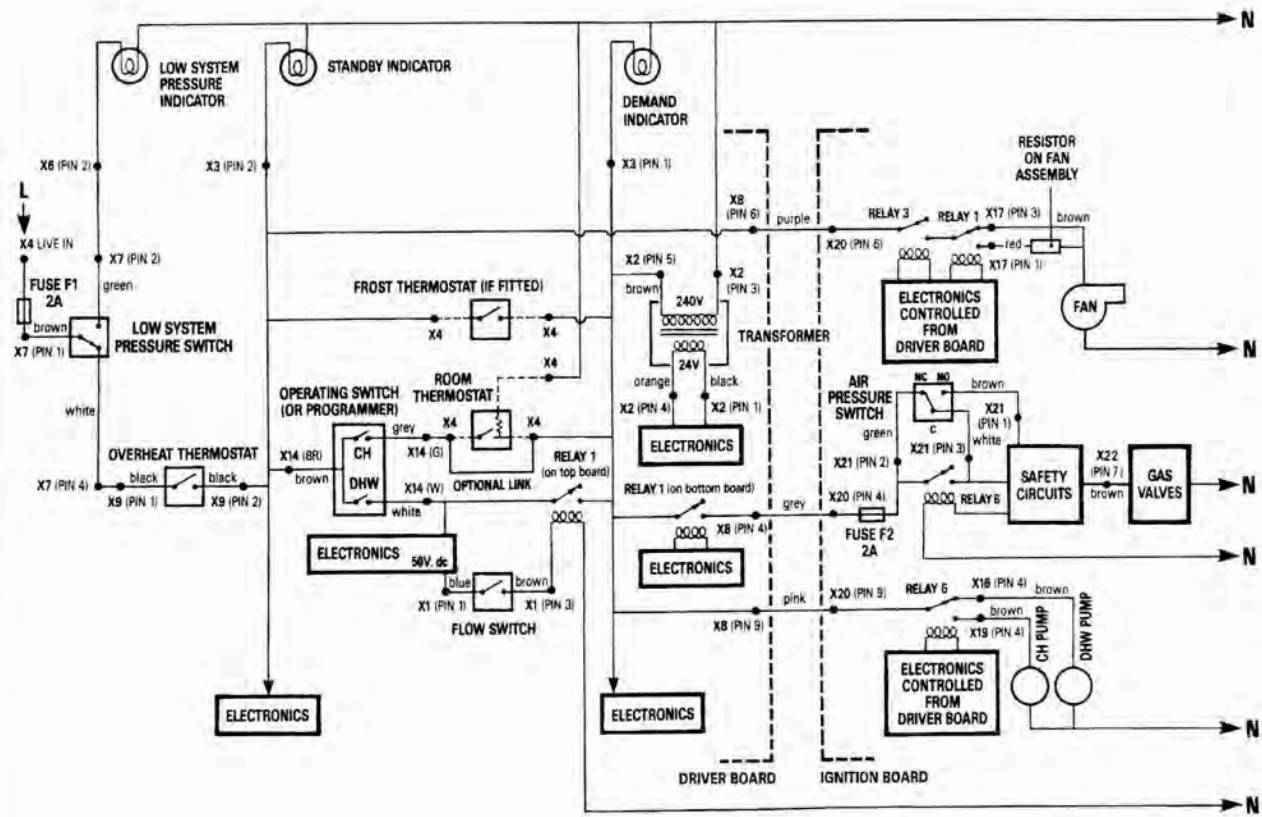 N
LOW SYSTEM
PRESSURE
INDICATOR
STANDBY INDICATOR
DEMAND
INDICATOR
RESISTOR
ON FAN
ASSEMBLY
X6 (PIN 2)
X3 (PIN 2)
X3 (PIN 1)
L
X4 LIVE IN
X7 (PIN 2)
FUSE F1
2A
green
brown
X7 (PIN 1)
LOW SYSTEM
PRESSURE SWITCH
white
X8
(PIN 6)
purple
X20 (PIN 6)
RELAY 3
RELAY 1
X17 (PIN 3)
brown
red
X17 (PIN 1)
ELECTRONICS
CONTROLLED
FROM
DRIVER BOARD
FAN
N
FROST THERMOSTAT (IF FITTED)
X4
X4
X2 (PIN 5)
brown
X2
(PIN 3)
240V
TRANSFORMER
24V
orange
black
X2 (PIN 4)
X2 (PIN 1)
ELECTRONICS
X4
ROOM
THERMOSTAT
OPERATING SWITCH
(OR PROGRAMMER)
grey
X4
X4
CH
X14 (G)
DHW
X14 (8R)
brown
X14 (W)
white
OPTIONAL LINK
RELAY 1
(on top board)
OVERHEAT THERMOSTAT
X7 (PIN 4)
black
X9 (PIN 1)
black
X9 (PIN 2)
ELECTRONICS
50V. dc
blue
brown
X1 (PIN 1)
X1 (PIN 3)
FLOW SWITCH
RELAY 1 (on bottom board)
X8 (PIN 4)
grey
X20 (PIN 4)
FUSE F2
2A
ELECTRONICS
AIR
PRESSURE
SWITCH
NC
NO
C
brown
X21
(PIN 1)
green
X21 (PIN 3)
white
X21 (PIN 2)
RELAY 6
SAFETY
CIRCUITS
X22
(PIN 7)
brown
GAS
VALVES
N
N
pink
X8 (PIN 9)
X20 (PIN 9)
RELAY 6
X16 (PIN 4)
brown
brown
X19 (PIN 4)
ELECTRONICS
CONTROLLED
FROM
DRIVER BOARD
CH PUMP
DHW PUMP
N
ELECTRONICS
ELECTRONICS
DRIVER BOARD
IGNITION BOARD
N